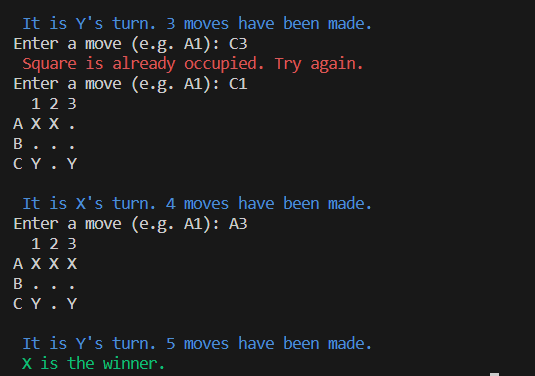 It is Y's turn. 3 moves have been made.
Enter a move (e.g. A1): C3
Square is already occupied. Try again.
Enter a move (e.g. A1): C1
1 2 3
A X X .
B . . .
C Y . Y
It is X's turn. 4 moves have been made.
Enter a move (e.g. A1): A3
1 2 3
A X X X
B . . .
C Y . Y
It is Y's turn. 5 moves have been made.
X is the winner.